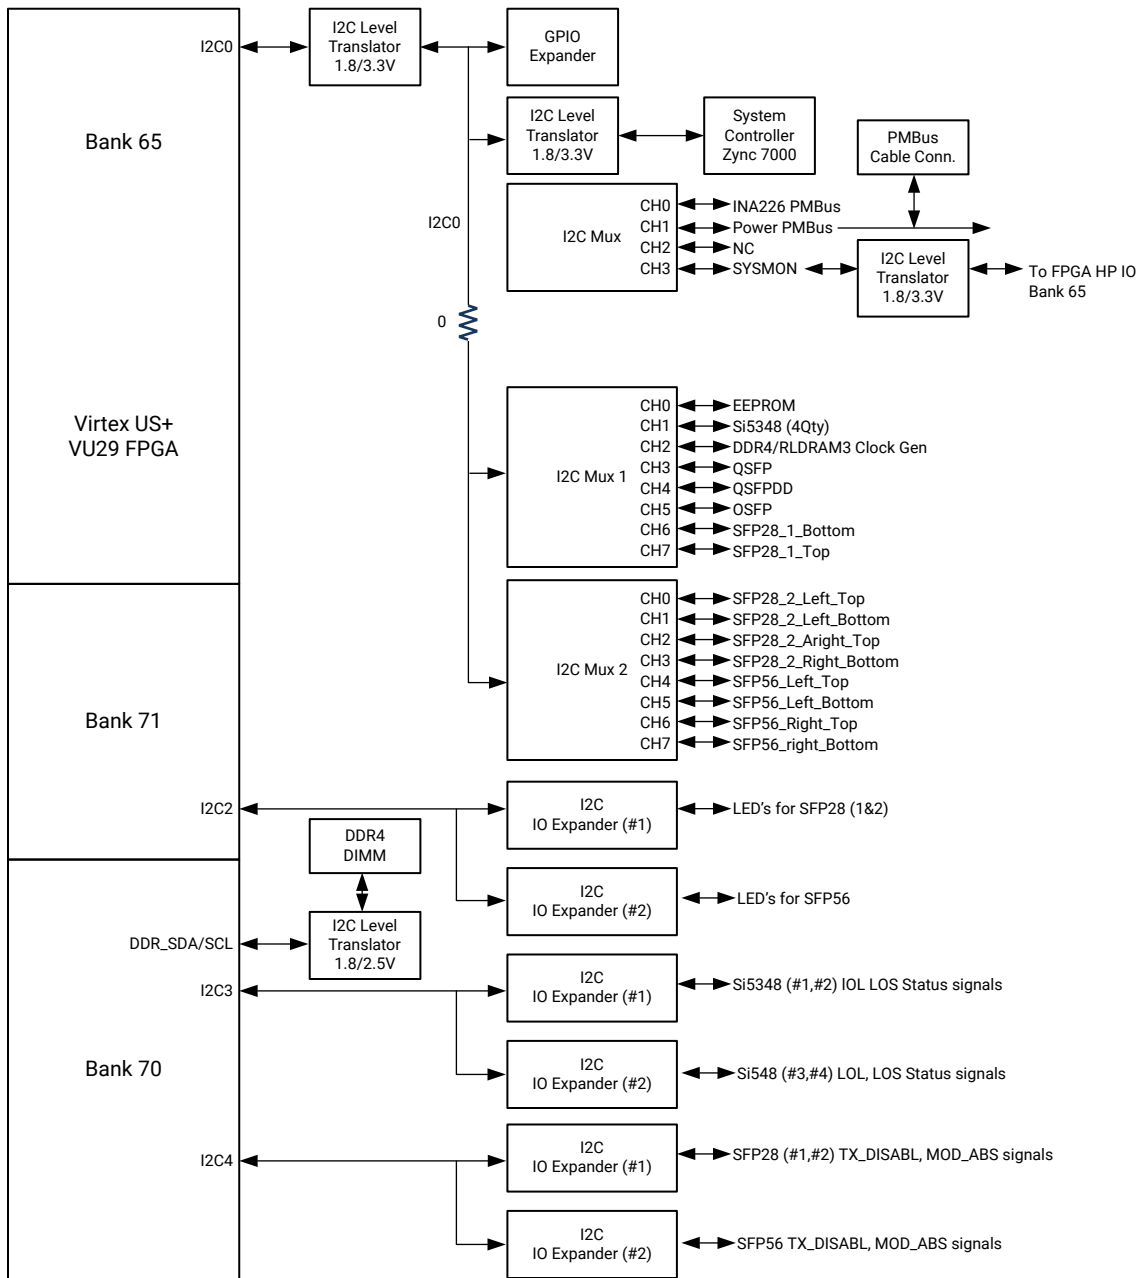 I2C0
I2C Level
Translator
1.8/3.3V
GPIO
Expander
Bank 65
I2C Level
Translator
1.8/3.3V
System
Controller
Zync 7000
PMBus
Cable Conn.
I2C0
I2C Mux
CH0
INA226 PMBus
CH1
Power PMBus
CH2
NC
CH3
SYSMON
I2C Level
Translator
1.8/3.3V
To FPGA HP IO
Bank 65
0
Virtex US+
VU29 FPGA
I2C Mux 1
CH0
EEPROM
CH1
Si5348 (4Qty)
CH2
DDR4/RLDRAM3 Clock Gen
CH3
QSFP
CH4
QSFPDD
CH5
OSFP
CH6
SFP28_1_Bottom
CH7
SFP28_1_Top
Bank 71
I2C Mux 2
CH0
SFP28_2_Left_Top
CH1
SFP28_2_Left_Bottom
CH2
SFP28_2_Aright_Top
CH3
SFP28_2_Right_Bottom
CH4
SFP56_Left_Top
CH5
SFP56_Left_Bottom
CH6
SFP56_Right_Top
CH7
SFP56_right_Bottom
I2C2
I2C
IO Expander (#1)
LED's for SFP28 (1&2)
DDR4
DIMM
I2C
IO Expander (#2)
LED's for SFP56
DDR_SDA/SCL
I2C Level
Translator
1.8/2.5V
I2C3
I2C
IO Expander (#1)
Si5348 (#1,#2) lOL LOS Status signals
Bank 70
I2C
IO Expander (#2)
Si548 (#3,#4) LOL, LOS Status signals
I2C4
I2C
IO Expander (#1)
SFP28 (#1,#2) TX_DISABL, MOD_ABS signals
I2C
IO Expander (#2)
SFP56 TX_DISABL, MOD_ABS signals